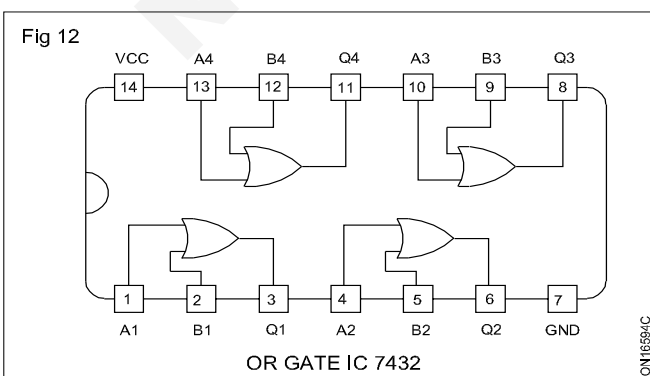 Fig 12
VCC A4 B4 Q4 A3 B3 Q3
14 13 12 11 10 9 8
1 2 3 4 5 6 7
A1 B1 Q1 A2 B2 Q2 GND
OR GATE IC 7432
ON16594C